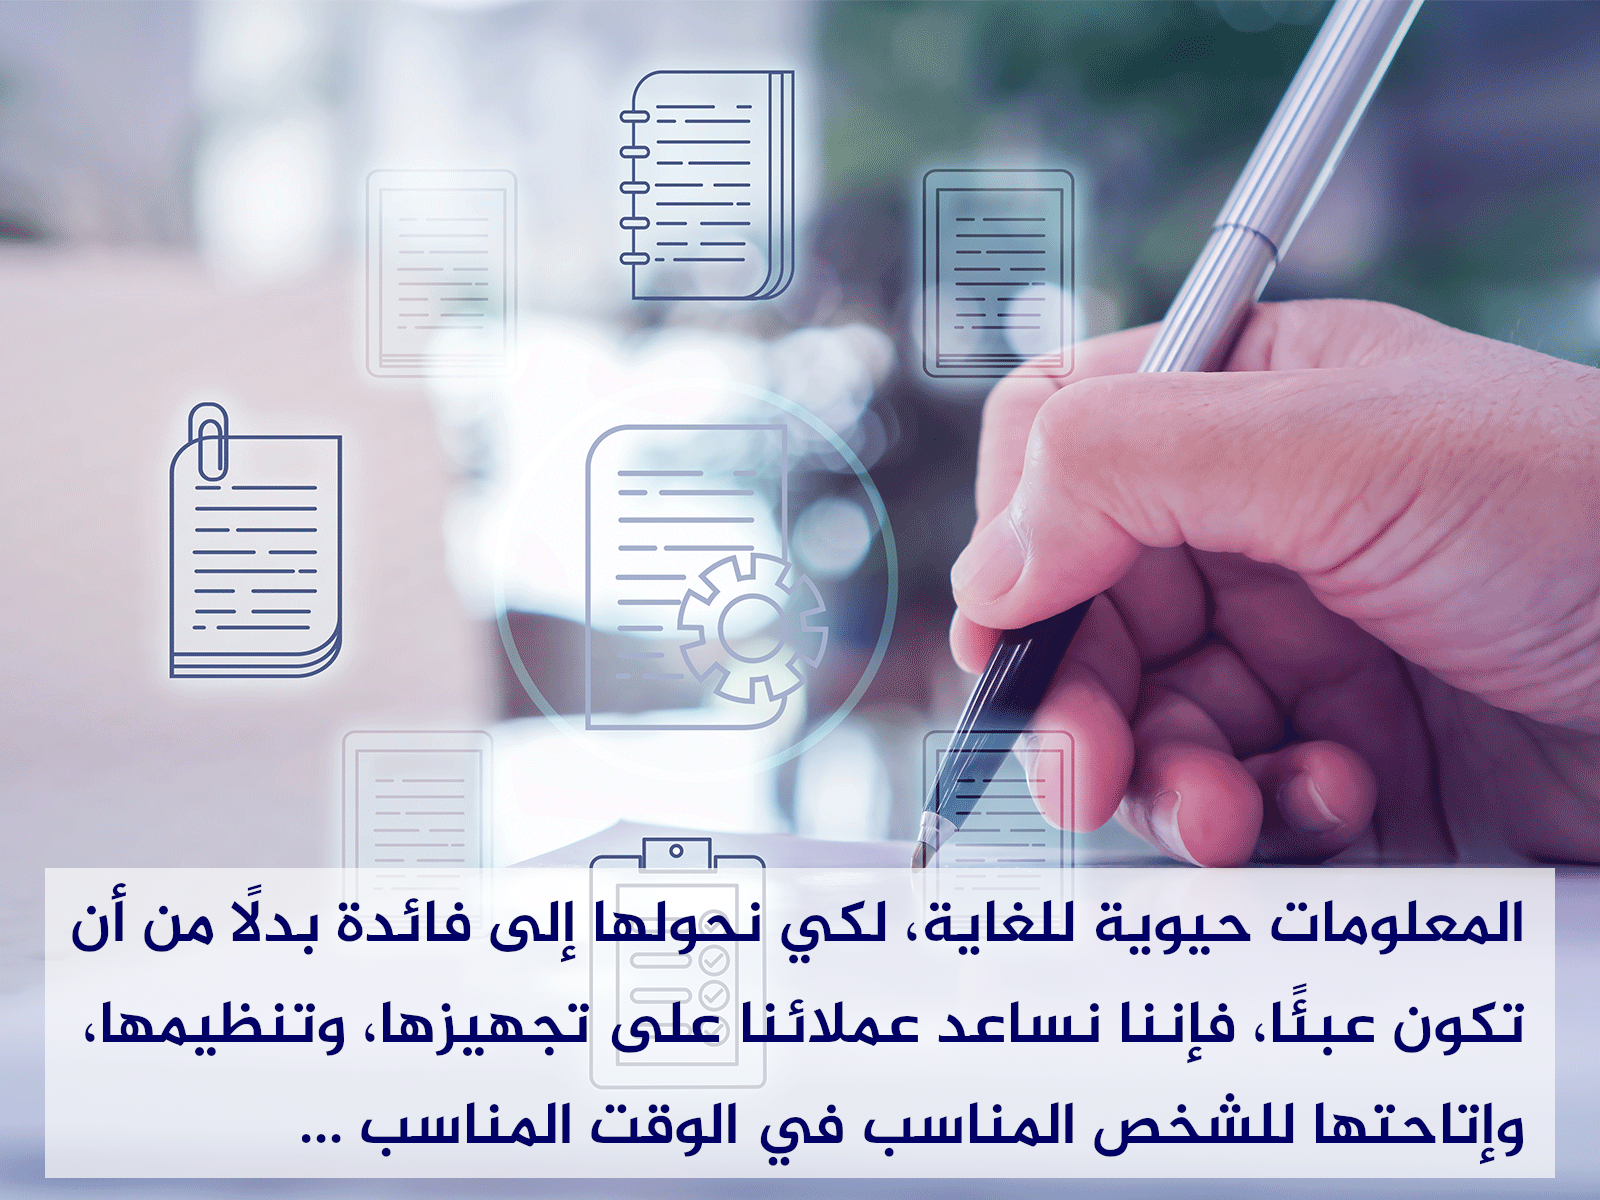 المعلومات حيوية للغاية، لكي نحولها إلى فائدة بدلًا من أن
تكون عبئًا، فإننا نساعد عملائنا على تجهيزها، وتنظيمها،
وإتاحتها للشخص المناسب في الوقت المناسب ...